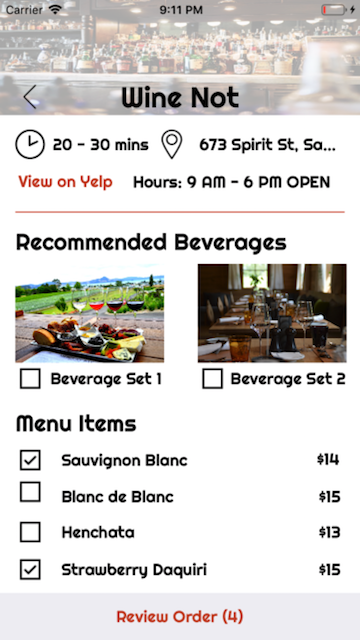 Carrier 9:11 PM
Wine Not
20 - 30 mins 673 Spirit St, Sa...
View on Yelp Hours: 9 AM - 6 PM OPEN
Recommended Beverages
Beverage Set 1 Beverage Set 2
Menu Items
Sauvignon Blanc $14
Blanc de Blanc $15
Henchata $13
Strawberry Daquiri $15
Review Order (4)